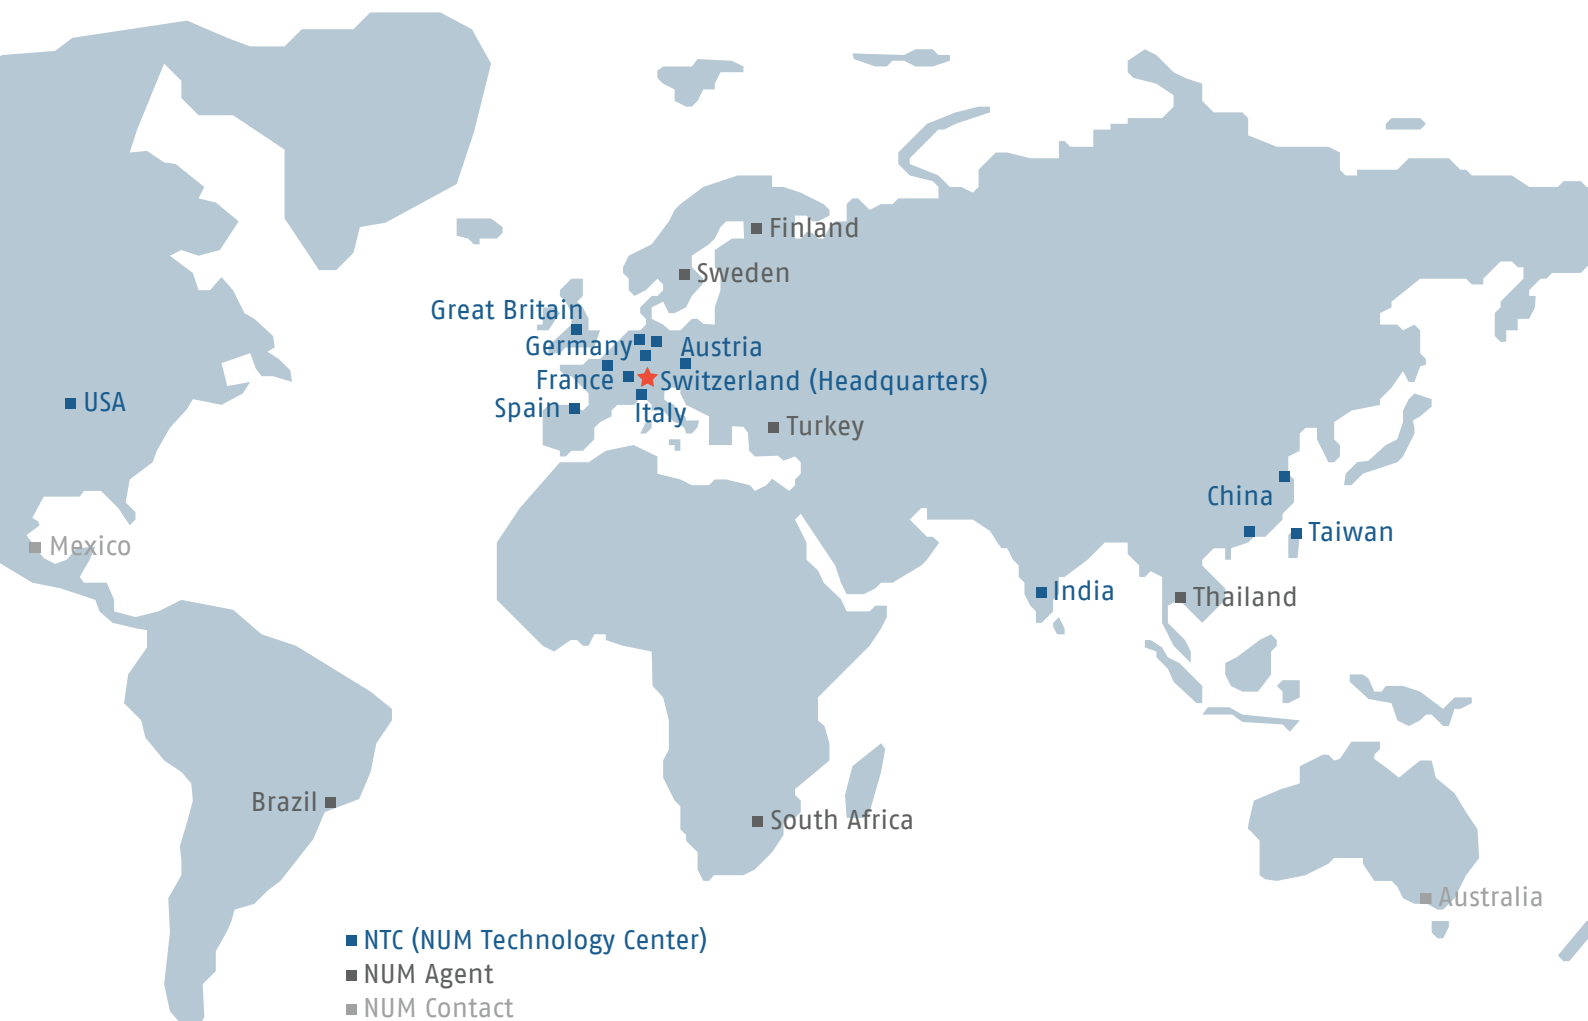 Finland
Sweden
Great Britain
Germany
Austria
France
Switzerland (Headquarters)
USA
Spain
Italy
Turkey
China
Taiwan
Mexico
India
Thailand
Brazil
South Africa
Australia
NTC (NUM Technology Center)
NUM Agent
NUM Contact